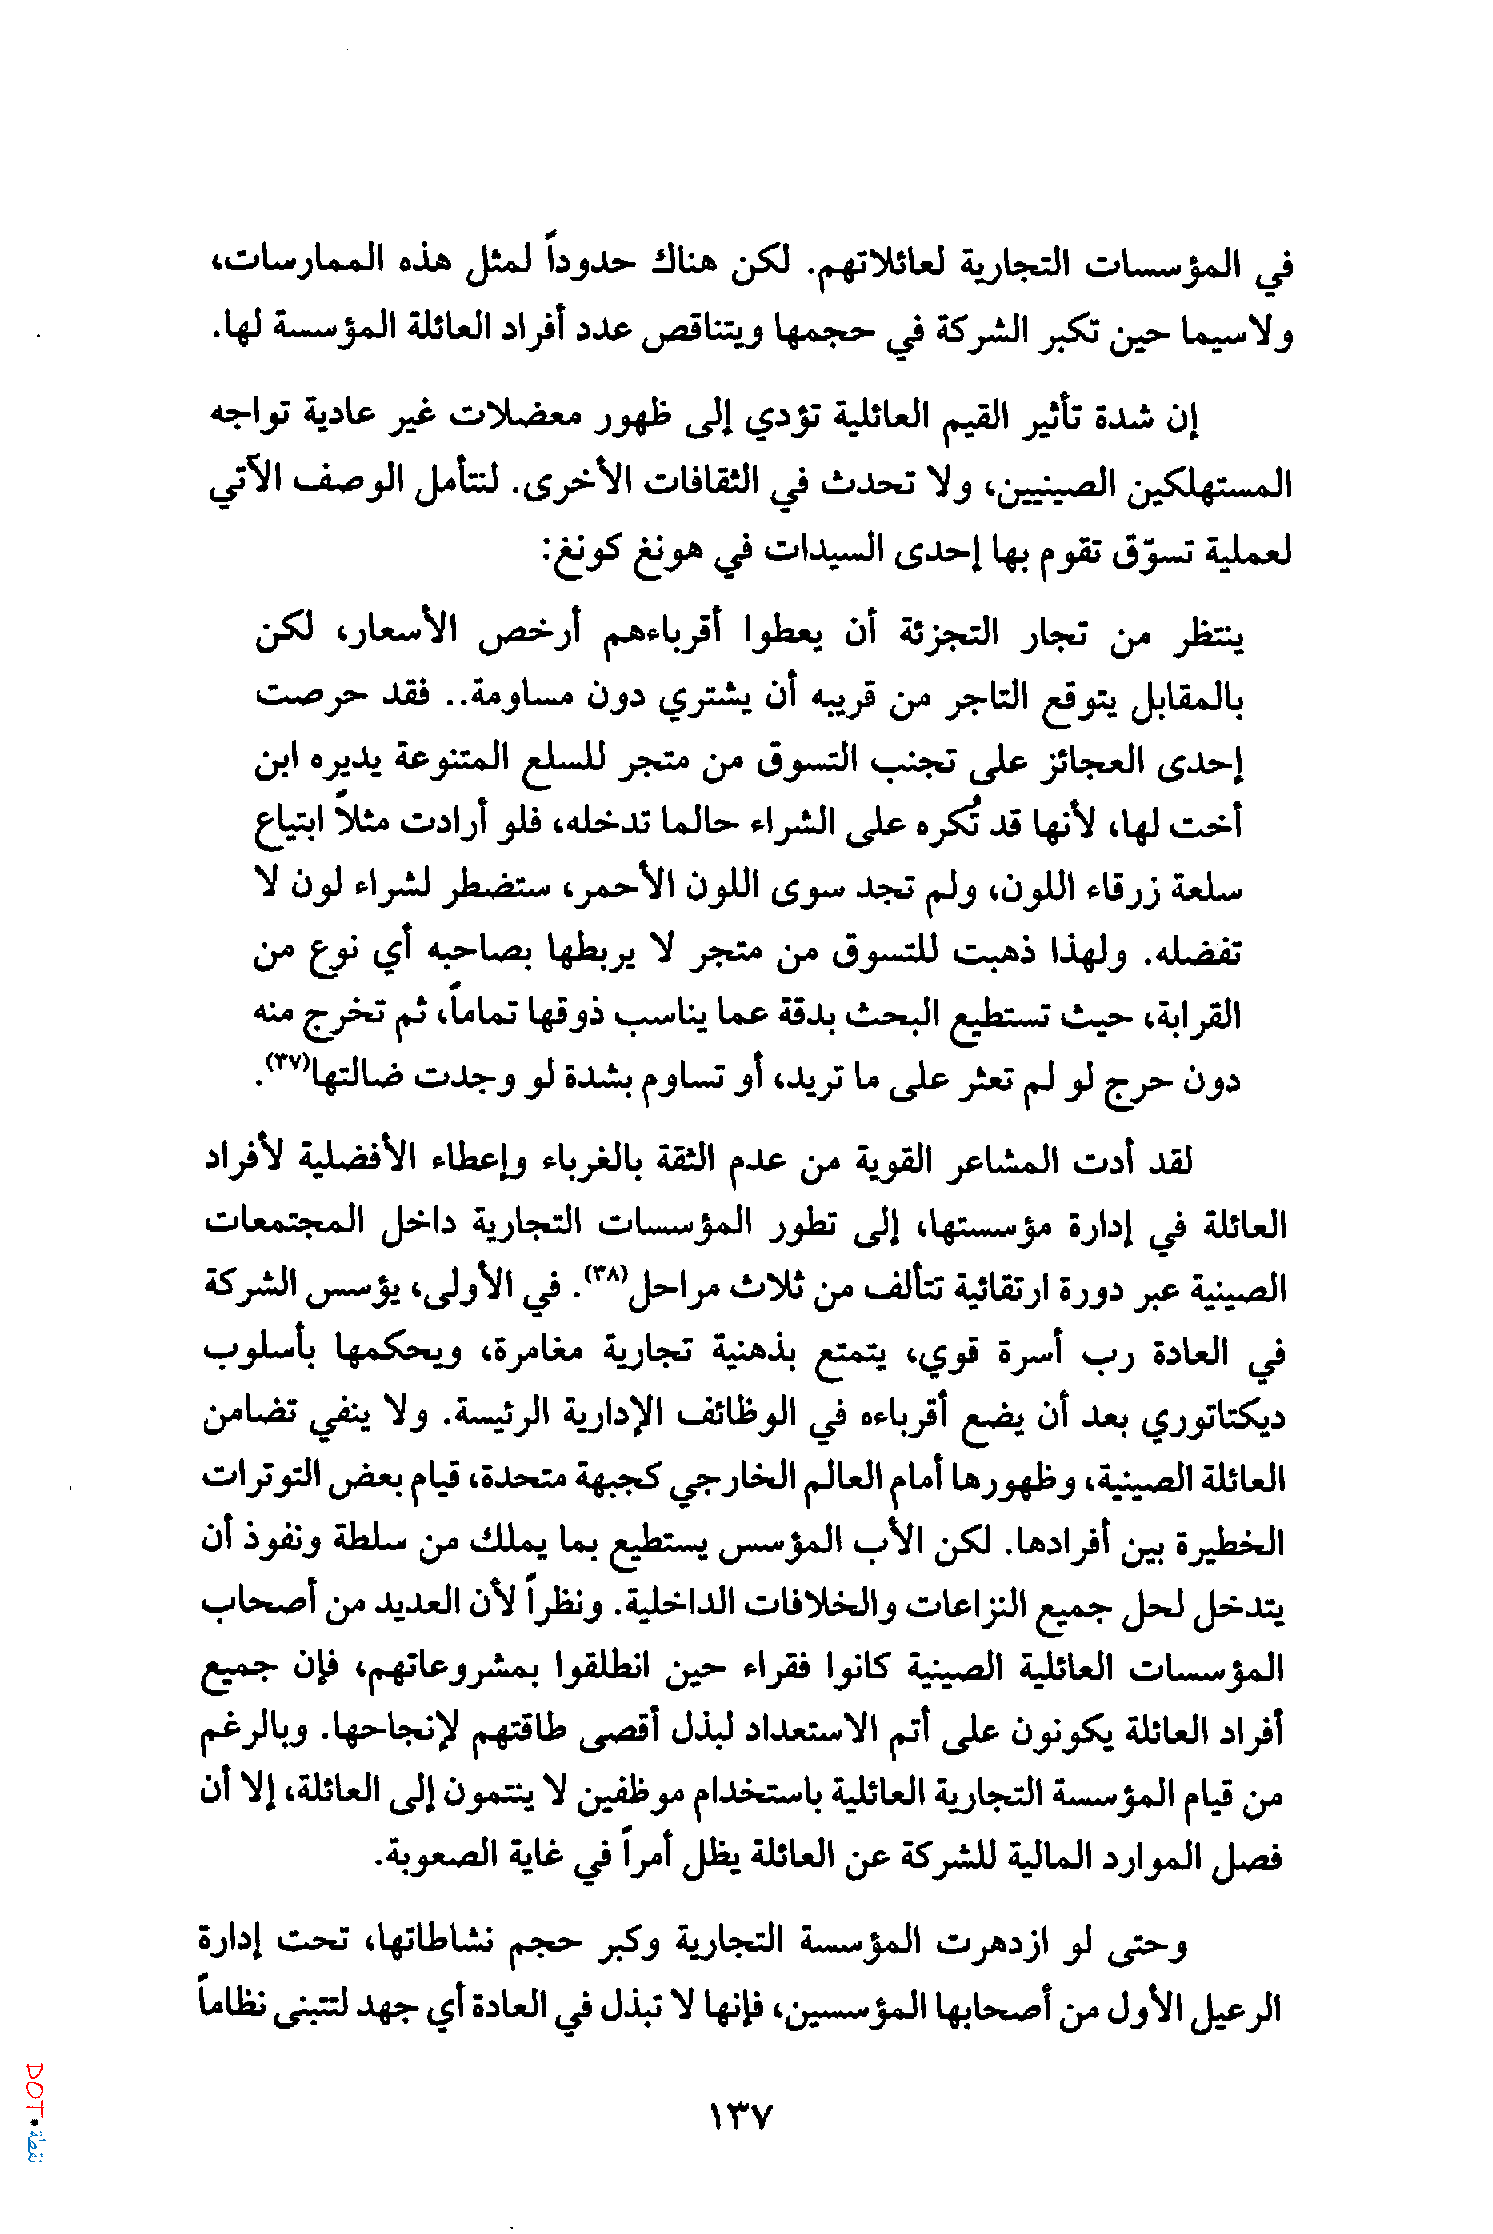 في المؤسسات التجارية لعائلاتهم. لكن هناك حدوداً لمثل هذه الممارسات،
ولاسيما حين تكبر الشركة في حجمها ويتناقص عدد أفراد العائلة المؤسسة لها.
إن شدة تأثير القيم العائلية تؤدي إلى ظهور معضلات غير عادية تواجه
المستهلكين الصينيين، ولا تحدث في الثقافات الأخرى. لنتأمل الوصف الآتي
لعملية تسوّق تقوم بها إحدى السيدات في هونغ كونغ:
ينتظر من تجار التجزئة أن يعطوا أقرباءهم أرخص الأسعار، لكن
بالمقابل يتوقع التاجر من قريبه أن يشتري دون مساومة.. فقد حرصت
إحدى العجائز على تجنب التسوق من متجر للسلع المتنوعة يديره ابن
أخت لها، لأنها قد تُكره على الشراء حالما تدخله، فلو أرادت مثلاً ابتياع
سلعة زرقاء اللون، ولم تجد سوى اللون الأحمر، ستضطر لشراء لون لا
تفضله. ولهذا ذهبت للتسوق من متجر لا يربطها بصاحبه أي نوع من
القرابة، حيث تستطيع البحث بدقة عما يناسب ذوقها تماماً، ثم تخرج منه
دون حرج لو لم تعثر على ما تريد، أو تساوم بشدة لو وجدت ضالتها(٣٧).
لقد أدت المشاعر القوية من عدم الثقة بالغرباء وإعطاء الأفضلية لأفراد
العائلة في إدارة مؤسستها، إلى تطور المؤسسات التجارية داخل المجتمعات
الصينية عبر دورة ارتقائية تتألف من ثلاث مراحل(٣٨). في الأولى، يؤسس الشركة
في العادة رب أسرة قوي، يتمتع بذهنية تجارية مغامرة، ويحكمها بأسلوب
ديكتاتوري بعد أن يضع أقرباءه في الوظائف الإدارية الرئيسة. ولا ينفي تضامن
العائلة الصينية، وظهورها أمام العالم الخارجي كجبهة متحدة، قيام بعض التوترات
الخطيرة بين أفرادها. لكن الأب المؤسس يستطيع بما يملك من سلطة ونفوذ أن
يتدخل لحل جميع النزاعات والخلافات الداخلية. ونظراً لأن العديد من أصحاب
المؤسسات العائلية الصينية كانوا فقراء حين انطلقوا بمشروعاتهم، فإن جميع
أفراد العائلة يكونون على أتم الاستعداد لبذل أقصى طاقتهم لإنجاحها. وبالرغم
من قيام المؤسسة التجارية العائلية باستخدام موظفين لا ينتمون إلى العائلة، إلا أن
فصل الموارد المالية للشركة عن العائلة يظل أمراً في غاية الصعوبة.
وحتى لو ازدهرت المؤسسة التجارية وكبر حجم نشاطاتها، تحت إدارة
الرعيل الأول من أصحابها المؤسسين، فإنها لا تبذل في العادة أي جهد لتتبنى نظاماً
١٣٧
نقطة • DOT